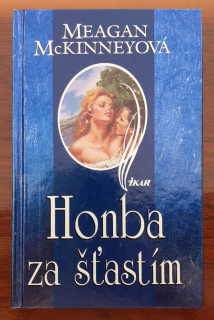 MEAGAN
MCKINNEYOVÁ
IKAR
Honba
za šťastím